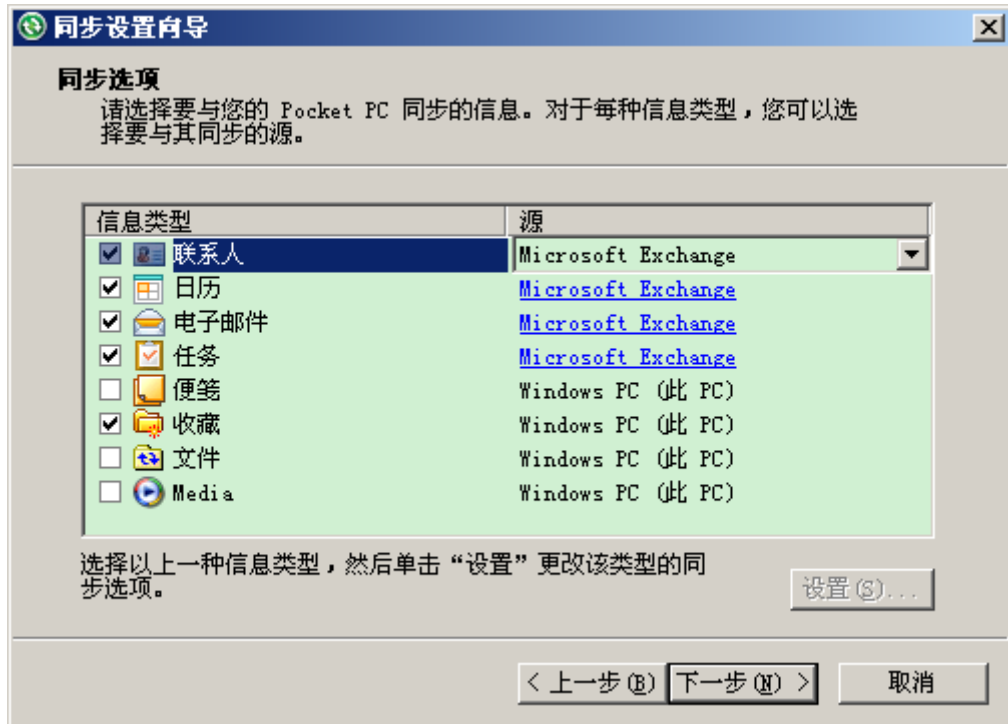 同步设置向导
同步选项
请选择要与您的 Pocket PC 同步的信息。对于每种信息类型，您可以选
择要与其同步的源。
信息类型 源
联系人 Microsoft Exchange
日历 Microsoft Exchange
电子邮件 Microsoft Exchange
任务 Microsoft Exchange
便笺 Windows PC (此 PC)
收藏 Windows PC (此 PC)
文件 Windows PC (此 PC)
Media Windows PC (此 PC)
选择以上一种信息类型，然后单击“设置”更改该类型的同
步选项。
设置(S)...
< 上一步(B) 下一步(N) > 取消